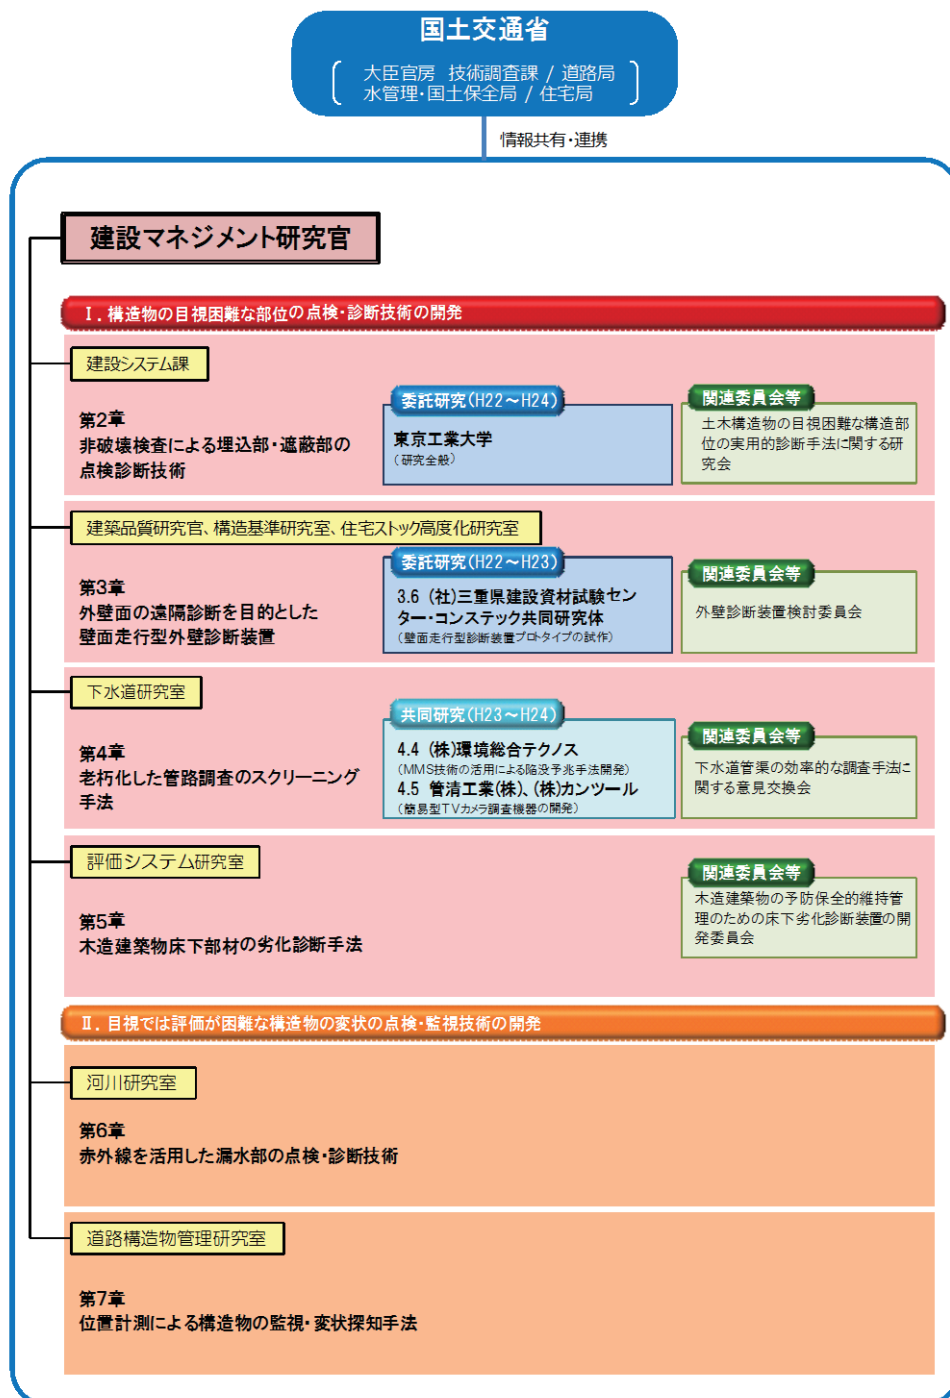 国土交通省
大臣官房 技術調査課 / 道路局
水管理・国土保全局 / 住宅局
情報共有・連携
建設マネジメント研究官
Ⅰ. 構造物の目視困難な部位の点検・診断技術の開発
建設システム課
第2章
非破壊検査による埋込部・遮蔽部の
点検診断技術
委託研究(H22～H24)
東京工業大学
(研究全般)
関連委員会等
土木構造物の目視困難な構造部
位の実用的診断手法に関する研
究会
建築品質研究官、構造基準研究室、住宅ストック高度化研究室
第3章
外壁面の遠隔診断を目的とした
壁面走行型外壁診断装置
委託研究(H22～H23)
3.6 (社)三重県建設資材試験セン
ター・コンステック共同研究体
(壁面走行型診断装置プロトタイプの試作)
関連委員会等
外壁診断装置検討委員会
下水道研究室
第4章
老朽化した管路調査のスクリーニング
手法
共同研究(H23～H24)
4.4 (株)環境総合テクノス
(MMS技術の活用による陥没予兆手法開発)
4.5 管清工業(株)、(株)カンツール
(簡易型TVカメラ調査機器の開発)
関連委員会等
下水道管渠の効率的な調査手法に
関する意見交換会
評価システム研究室
第5章
木造建築物床下部材の劣化診断手法
関連委員会等
木造建築物の予防保全的維持管
理のための床下劣化診断装置の開
発委員会
Ⅱ. 目視では評価が困難な構造物の変状の点検・監視技術の開発
河川研究室
第6章
赤外線を活用した漏水部の点検・診断技術
道路構造物管理研究室
第7章
位置計測による構造物の監視・変状探知手法